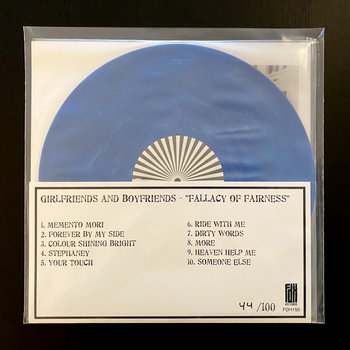 GIRLFRIENDS AND BOYFRIENDS - "FALLACY OF FAIRNESS"
1. MEMENTO MORI
2. FOREVER BY MY SIDE
3. COLOUR SHINING BRIGHT
4. STEPHANEY
5. YOUR TOUCH
6. RIDE WITH ME
7. DIRTY WORDS
8. MORE
9. HEAVEN HELP ME
10. SOMEONE ELSE
FDH
RECORDS
FDH155
44/100